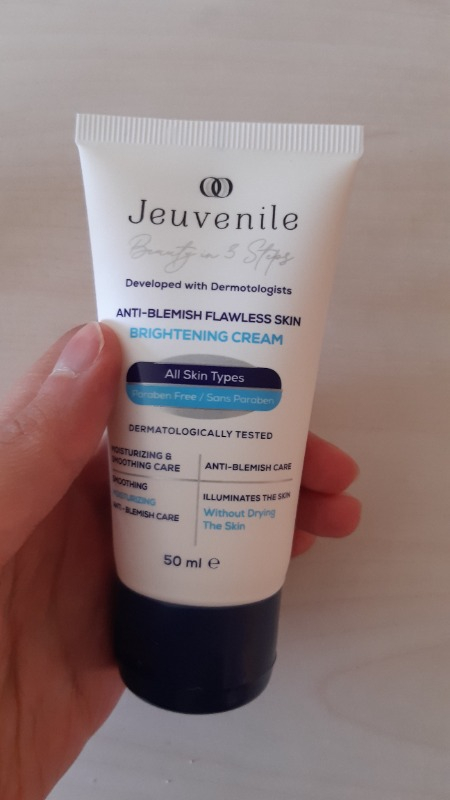 Jeuvenile
Beauty in 3 Steps
Developed with Dermatologists
ANTI-BLEMISH FLAWLESS SKIN
BRIGHTENING CREAM
All Skin Types
Paraben Free / Sans Paraben
DERMATOLOGICALLY TESTED
MOISTURIZING &
SMOOTHING CARE
ANTI-BLEMISH CARE
SMOOTHING
MOISTURIZING
ANTI-BLEMISH CARE
ILLUMINATES THE SKIN
Without Drying
The Skin
50 ml ℮